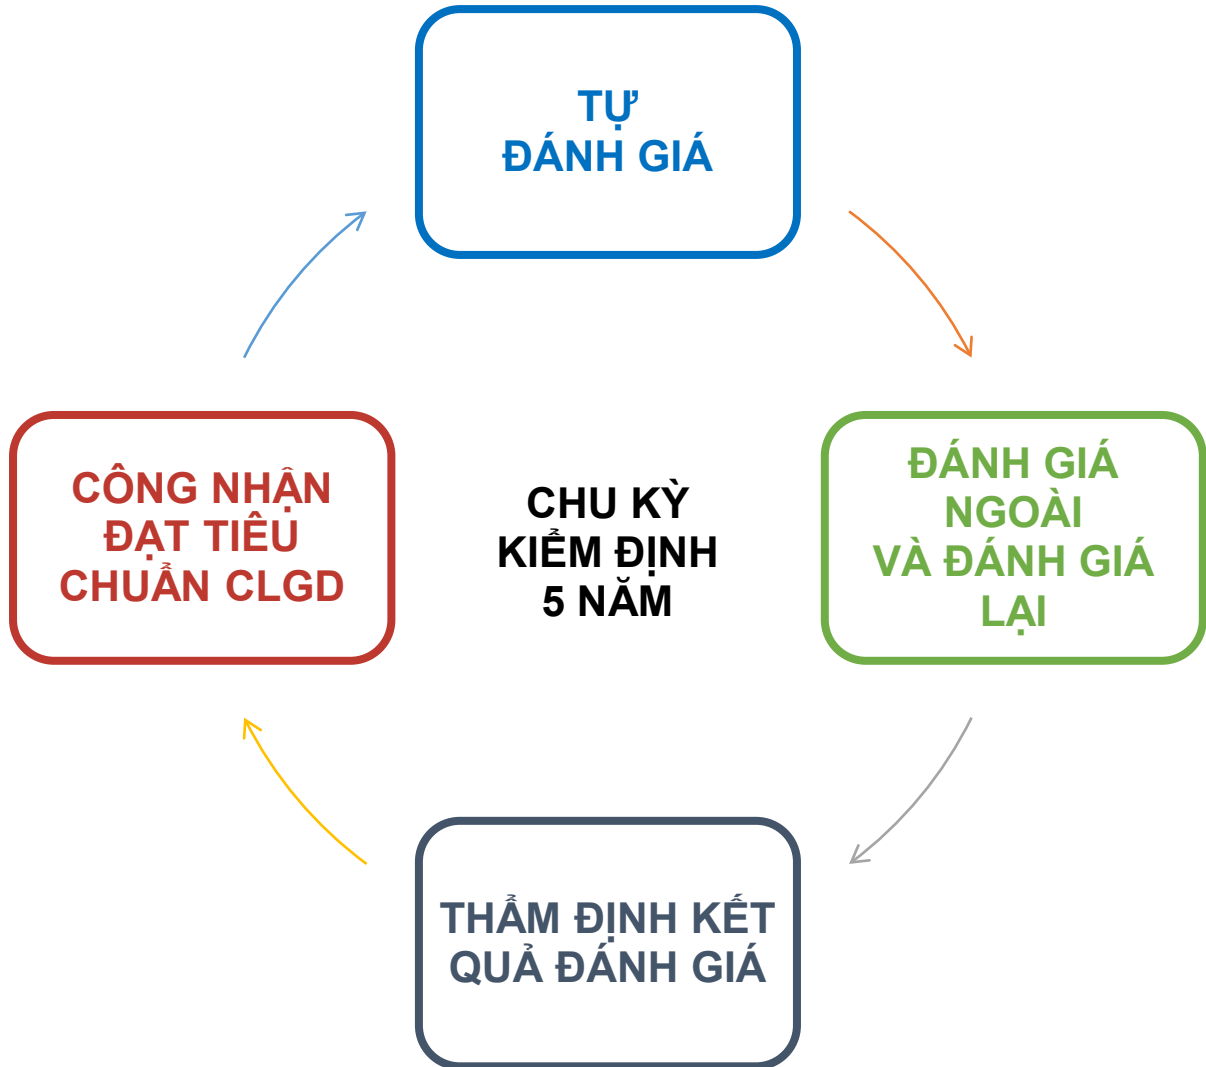 TỰ
ĐÁNH GIÁ
CÔNG NHẬN
ĐẠT TIÊU
CHUẨN CLGD
CHU KỲ
KIỂM ĐỊNH
5 NĂM
ĐÁNH GIÁ
NGOÀI
VÀ ĐÁNH GIÁ
LẠI
THẨM ĐỊNH KẾT
QUẢ ĐÁNH GIÁ